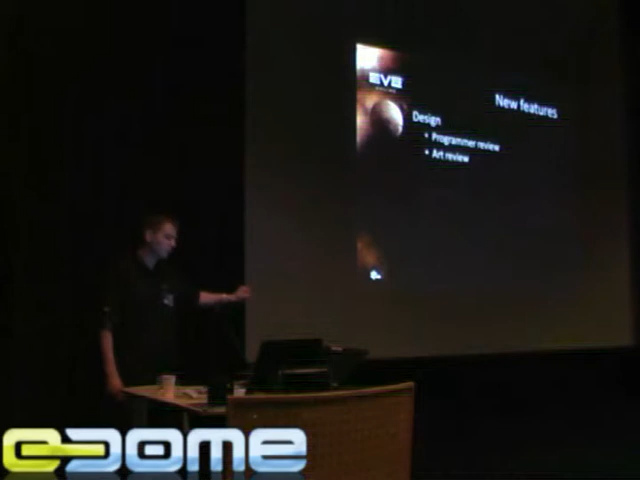 EVE
New features
Design
• Programmer review
• Art review
e-dome